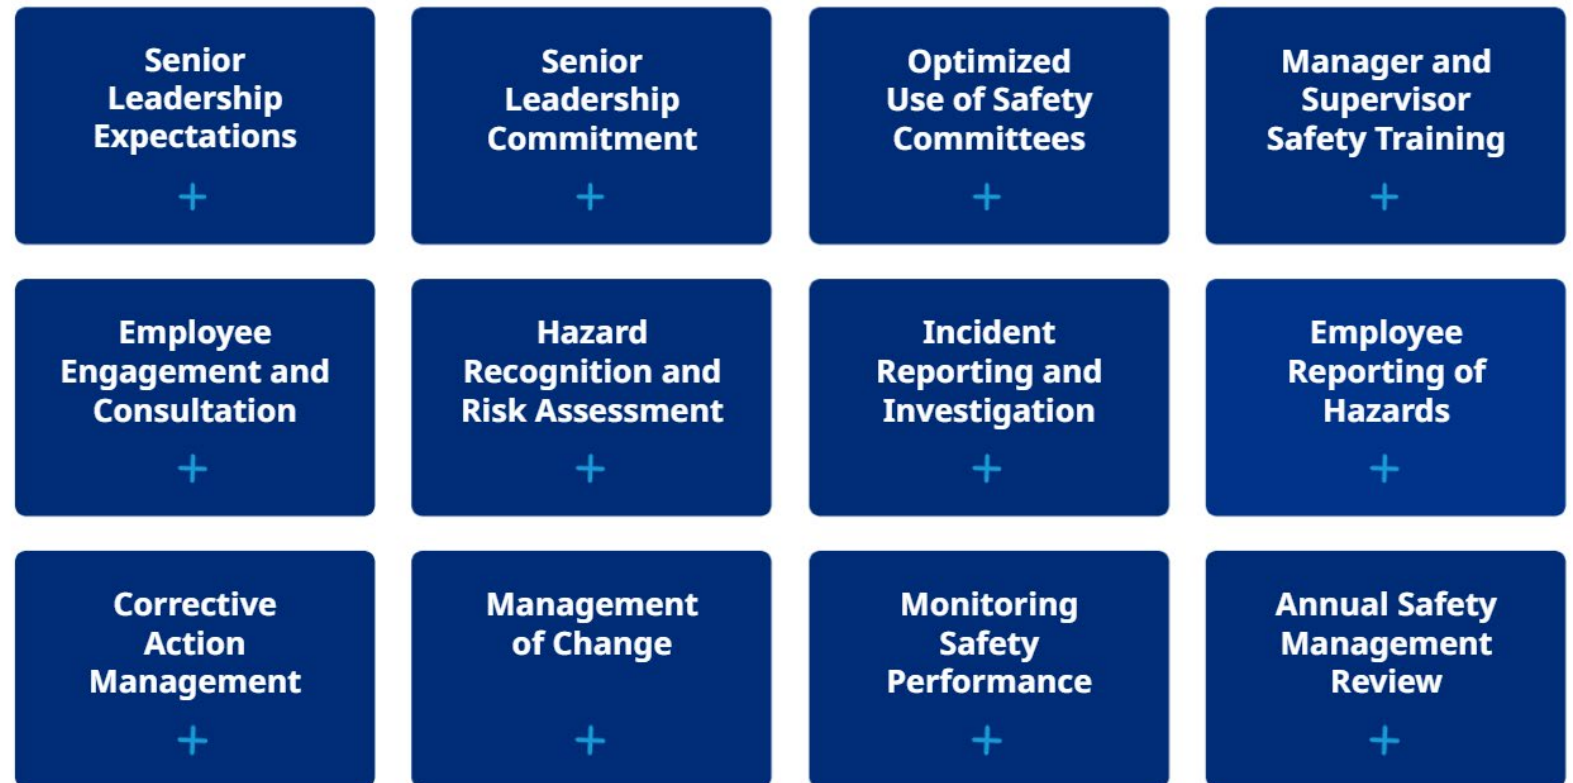 Senior
Leadership
Expectations
+
Senior
Leadership
Commitment
+
Optimized
Use of Safety
Committees
+
Manager and
Supervisor
Safety Training
+
Employee
Engagement and
Consultation
+
Hazard
Recognition and
Risk Assessment
+
Incident
Reporting and
Investigation
+
Employee
Reporting of
Hazards
+
Corrective
Action
Management
+
Management
of Change
+
Monitoring
Safety
Performance
+
Annual Safety
Management
Review
+